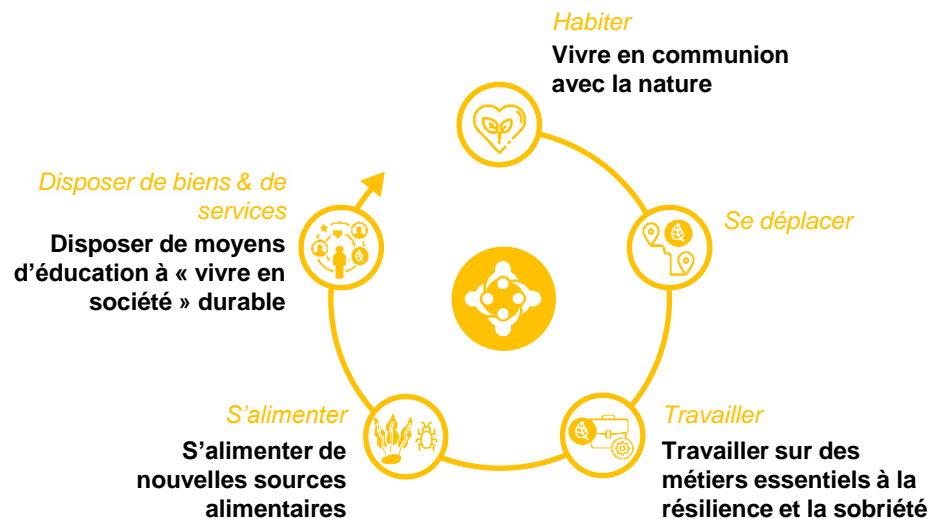 Habiter
Vivre en communion
avec la nature
Se déplacer
Travailler
Travailler sur des
métiers essentiels à la
résilience et la sobriété
S'alimenter
S'alimenter de
nouvelles sources
alimentaires
Disposer de biens & de
services
Disposer de moyens
d'éducation à « vivre en
société » durable